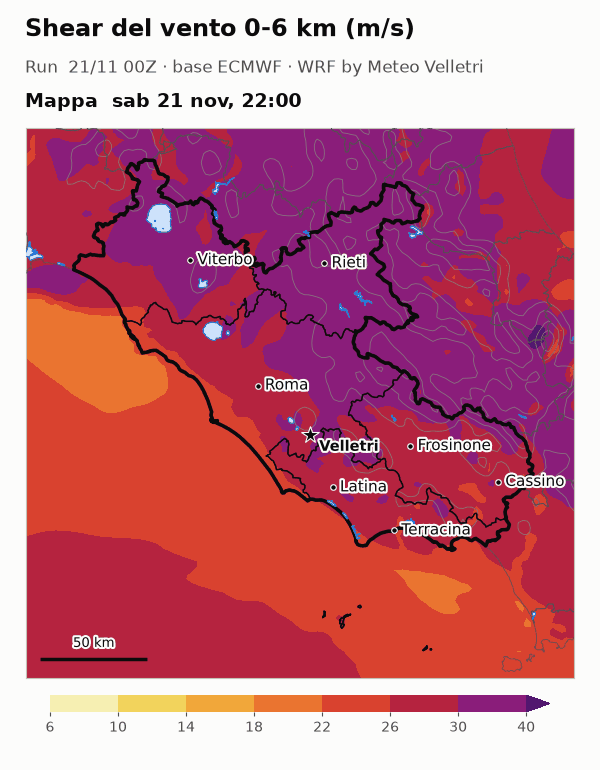 Shear del vento 0-6 km (m/s)
Run  21/11 00Z · base ECMWF · WRF by Meteo Velletri
Mappa  sab 21 nov, 22:00
Viterbo
Rieti
Roma
Velletri
Frosinone
Cassino
Latina
Terracina
50 km
6 10 14 18 22 26 30 40